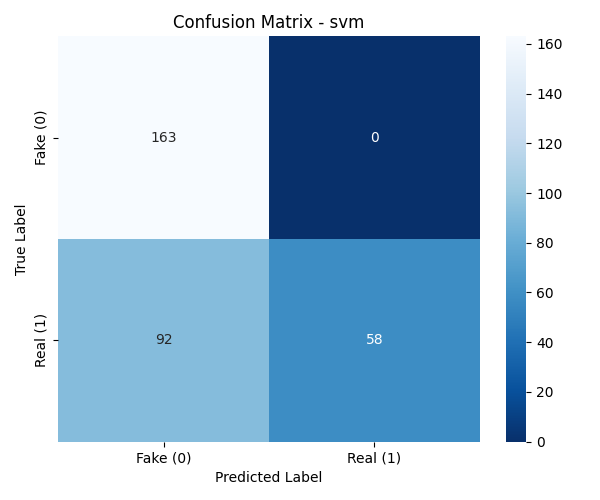 Confusion Matrix - svm
True Label
Fake (0)
163
0
Real (1)
92
58
Fake (0)
Real (1)
Predicted Label
160
140
120
100
80
60
40
20
0